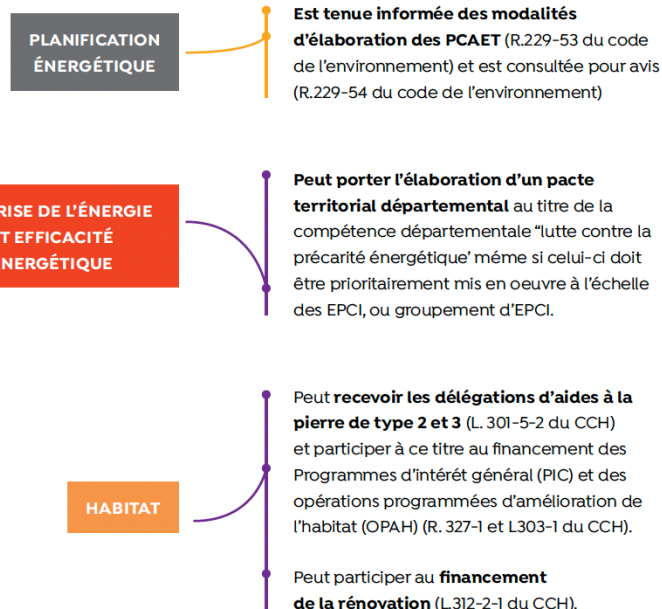 PLANIFICATION
ÉNERGÉTIQUE
Est tenue informée des modalités
d'élaboration des PCAET (R.229-53 du code
de l'environnement) et est consultée pour avis
(R.229-54 du code de l'environnement)
RISE DE L'ÉNERGIE
T EFFICACITÉ
NERGÉTIQUE
Peut porter l'élaboration d'un pacte
territorial départemental au titre de la
compétence départementale "lutte contre la
précarité énergétique' méme si celui-ci doit
être prioritairement mis en oeuvre à l'échelle
des EPCI, ou groupement d'EPCI.
HABITAT
Peut recevoir les délégations d'aides à la
pierre de type 2 et 3 (L. 301-5-2 du CCH)
et participer à ce titre au financement des
Programmes d'intérét général (PIC) et des
opérations programmées d'amélioration de
l'habitat (OPAH) (R. 327-1 et L303-1 du CCH).
Peut participer au financement
de la rénovation (L.312-2-1 du CCH).